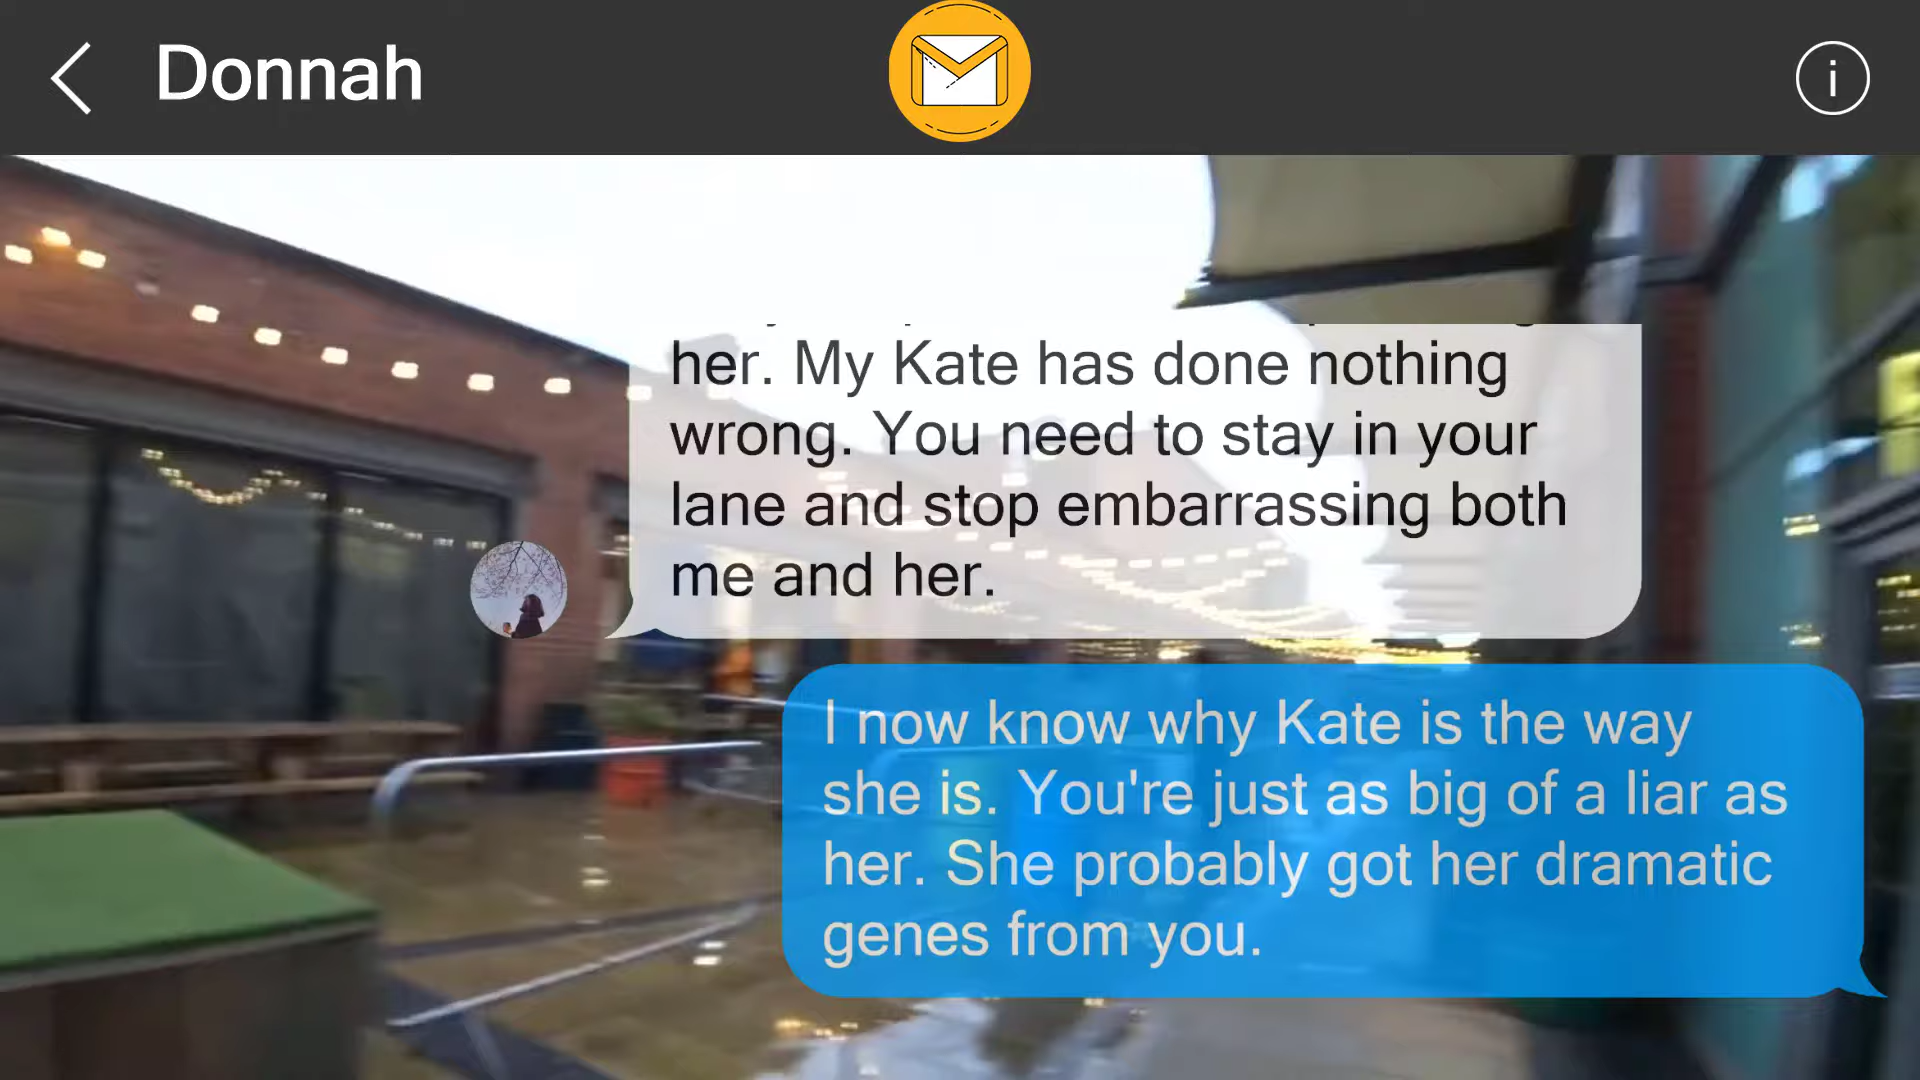 Donnah
her. My Kate has done nothing
wrong. You need to stay in your
lane and stop embarrassing both
me and her.
I now know why Kate is the way
she is. You're just as big of a liar as
her. She probably got her dramatic
genes from you.